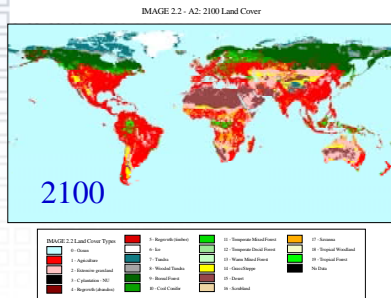 IMAGE 2.2 - A2: 2100 Land Cover
2100
IMAGE 2.2 Land Cover Types
0 - Ocean
1 - Agriculture
2 - Extensive grassland
3 - C plantation - NU
4 - Regrowth (abandon)
5 - Regrowth (timber)
6 - Ice
7 - Tundra
8 - Wooded Tundra
9 - Boreal Forest
10 - Cool Conifer
11 - Temperate Mixed Forest
12 - Temperate Decid Forest
13 - Warm Mixed Forest
14 - Grass/Steppe
15 - Desert
16 - Scrubland
17 - Savanna
18 - Tropical Woodland
19 - Tropical Forest
No Data